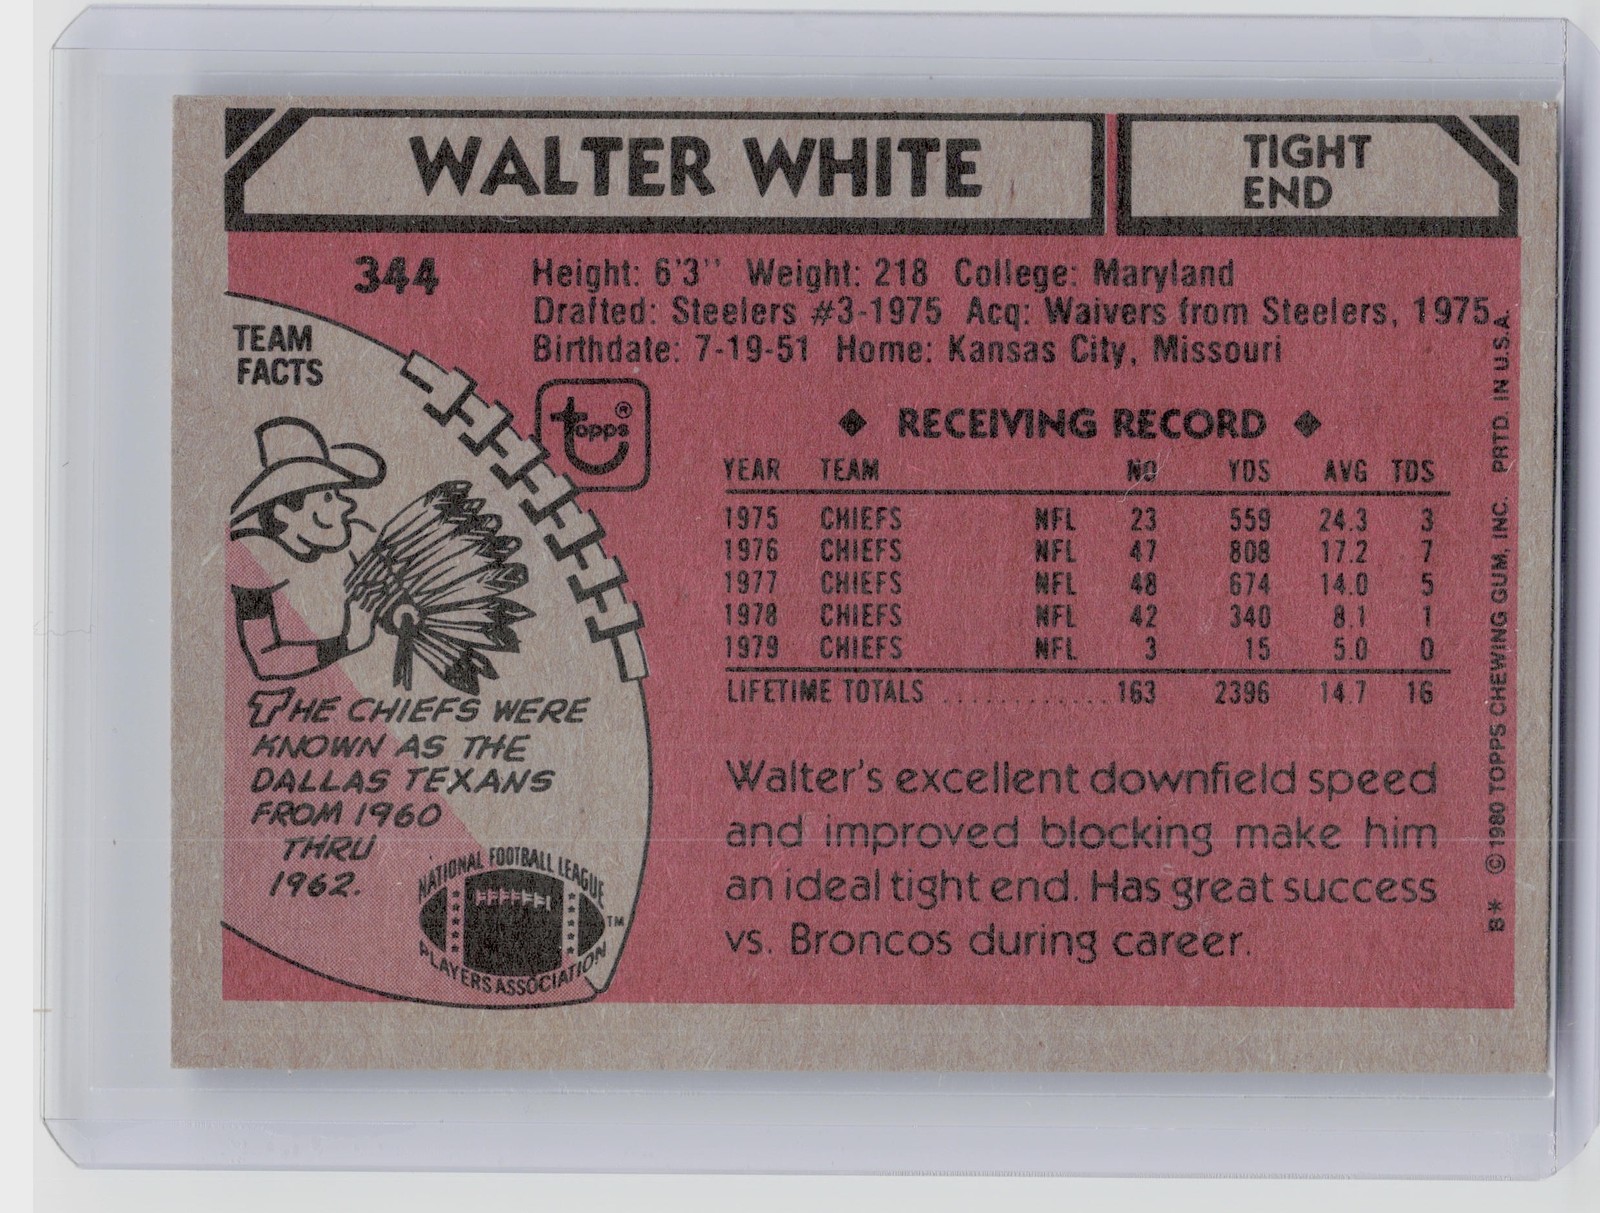 WALTER WHITE
TIGHT
END
344
Height: 6'3" Weight: 218 College: Maryland
Drafted: Steelers #3-1975 Acq: Waivers from Steelers, 1975
Birthdate: 7-19-51 Home: Kansas City, Missouri
TEAM
FACTS
topps®
◆ RECEIVING RECORD ◆
YEAR TEAM NO YDS AVG TDS
1975 CHIEFS NFL 23 559 24.3 3
1976 CHIEFS NFL 47 808 17.2 7
1977 CHIEFS NFL 48 674 14.0 5
1978 CHIEFS NFL 42 340 8.1 1
1979 CHIEFS NFL 3 15 5.0 0
LIFETIME TOTALS ............ 163 2396 14.7 16
THE CHIEFS WERE
KNOWN AS THE
DALLAS TEXANS
FROM 1960
THRU
1962.
NATIONAL FOOTBALL LEAGUE
PLAYERS ASSOCIATION
TM
Walter's excellent downfield speed
and improved blocking make him
an ideal tight end. Has great success
vs. Broncos during career.
B* © 1980 TOPPS CHEWING GUM, INC. PRTD. IN U.S.A.